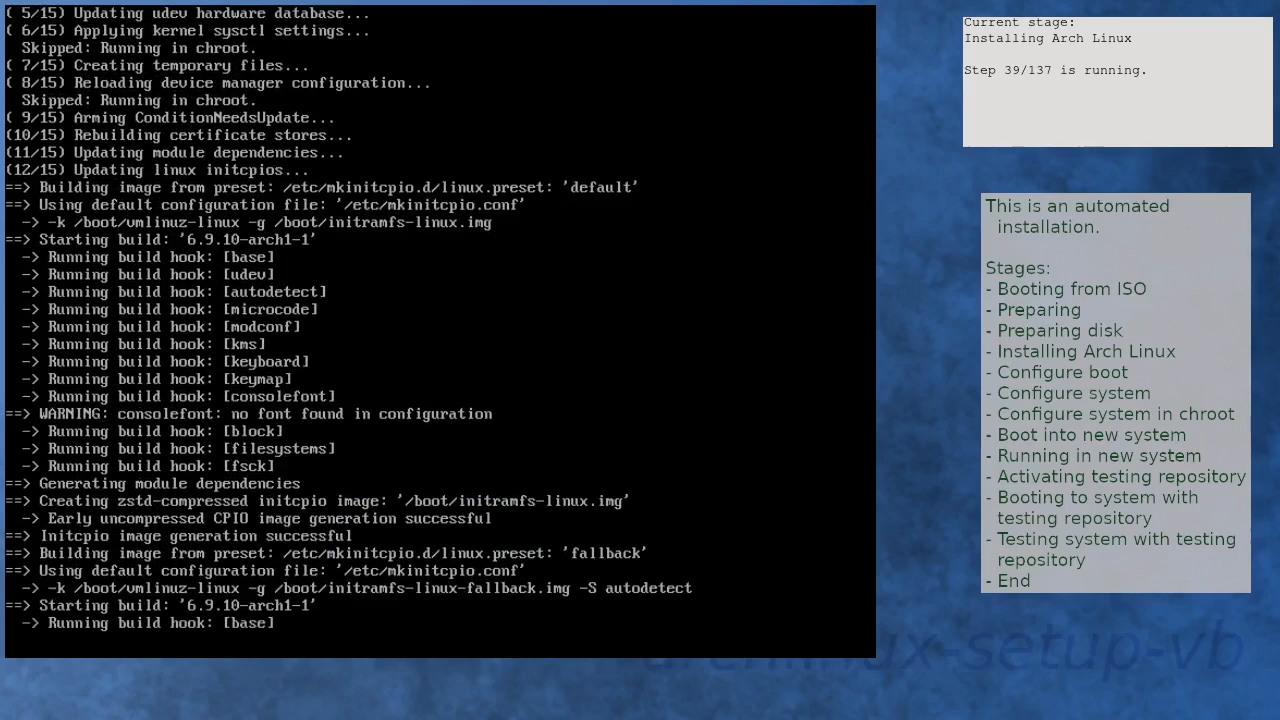 ( 5/15) Updating udev hardware database...
( 6/15) Applying kernel sysctl settings...
  Skipped: Running in chroot.
( 7/15) Creating temporary files...
( 8/15) Reloading device manager configuration...
  Skipped: Running in chroot.
( 9/15) Arming ConditionNeedsUpdate...
(10/15) Rebuilding certificate stores...
(11/15) Updating module dependencies...
(12/15) Updating linux initcpios...
==> Building image from preset: /etc/mkinitcpio.d/linux.preset: 'default'
==> Using default configuration file: '/etc/mkinitcpio.conf'
  -> -k /boot/vmlinuz-linux -g /boot/initramfs-linux.img
==> Starting build: '6.9.10-arch1-1'
  -> Running build hook: [base]
  -> Running build hook: [udev]
  -> Running build hook: [autodetect]
  -> Running build hook: [microcode]
  -> Running build hook: [modconf]
  -> Running build hook: [kms]
  -> Running build hook: [keyboard]
  -> Running build hook: [keymap]
  -> Running build hook: [consolefont]
==> WARNING: consolefont: no font found in configuration
  -> Running build hook: [block]
  -> Running build hook: [filesystems]
  -> Running build hook: [fsck]
==> Generating module dependencies
==> Creating zstd-compressed initcpio image: '/boot/initramfs-linux.img'
  -> Early uncompressed CPIO image generation successful
==> Initcpio image generation successful
==> Building image from preset: /etc/mkinitcpio.d/linux.preset: 'fallback'
==> Using default configuration file: '/etc/mkinitcpio.conf'
  -> -k /boot/vmlinuz-linux -g /boot/initramfs-linux-fallback.img -S autodetect
==> Starting build: '6.9.10-arch1-1'
  -> Running build hook: [base]
Current stage:
Installing Arch Linux
Step 39/137 is running.
This is an automated
installation.
Stages:
- Booting from ISO
- Preparing
- Preparing disk
- Installing Arch Linux
- Configure boot
- Configure system
- Configure system in chroot
- Boot into new system
- Running in new system
- Activating testing repository
- Booting to system with
testing repository
- Testing system with testing
repository
- End